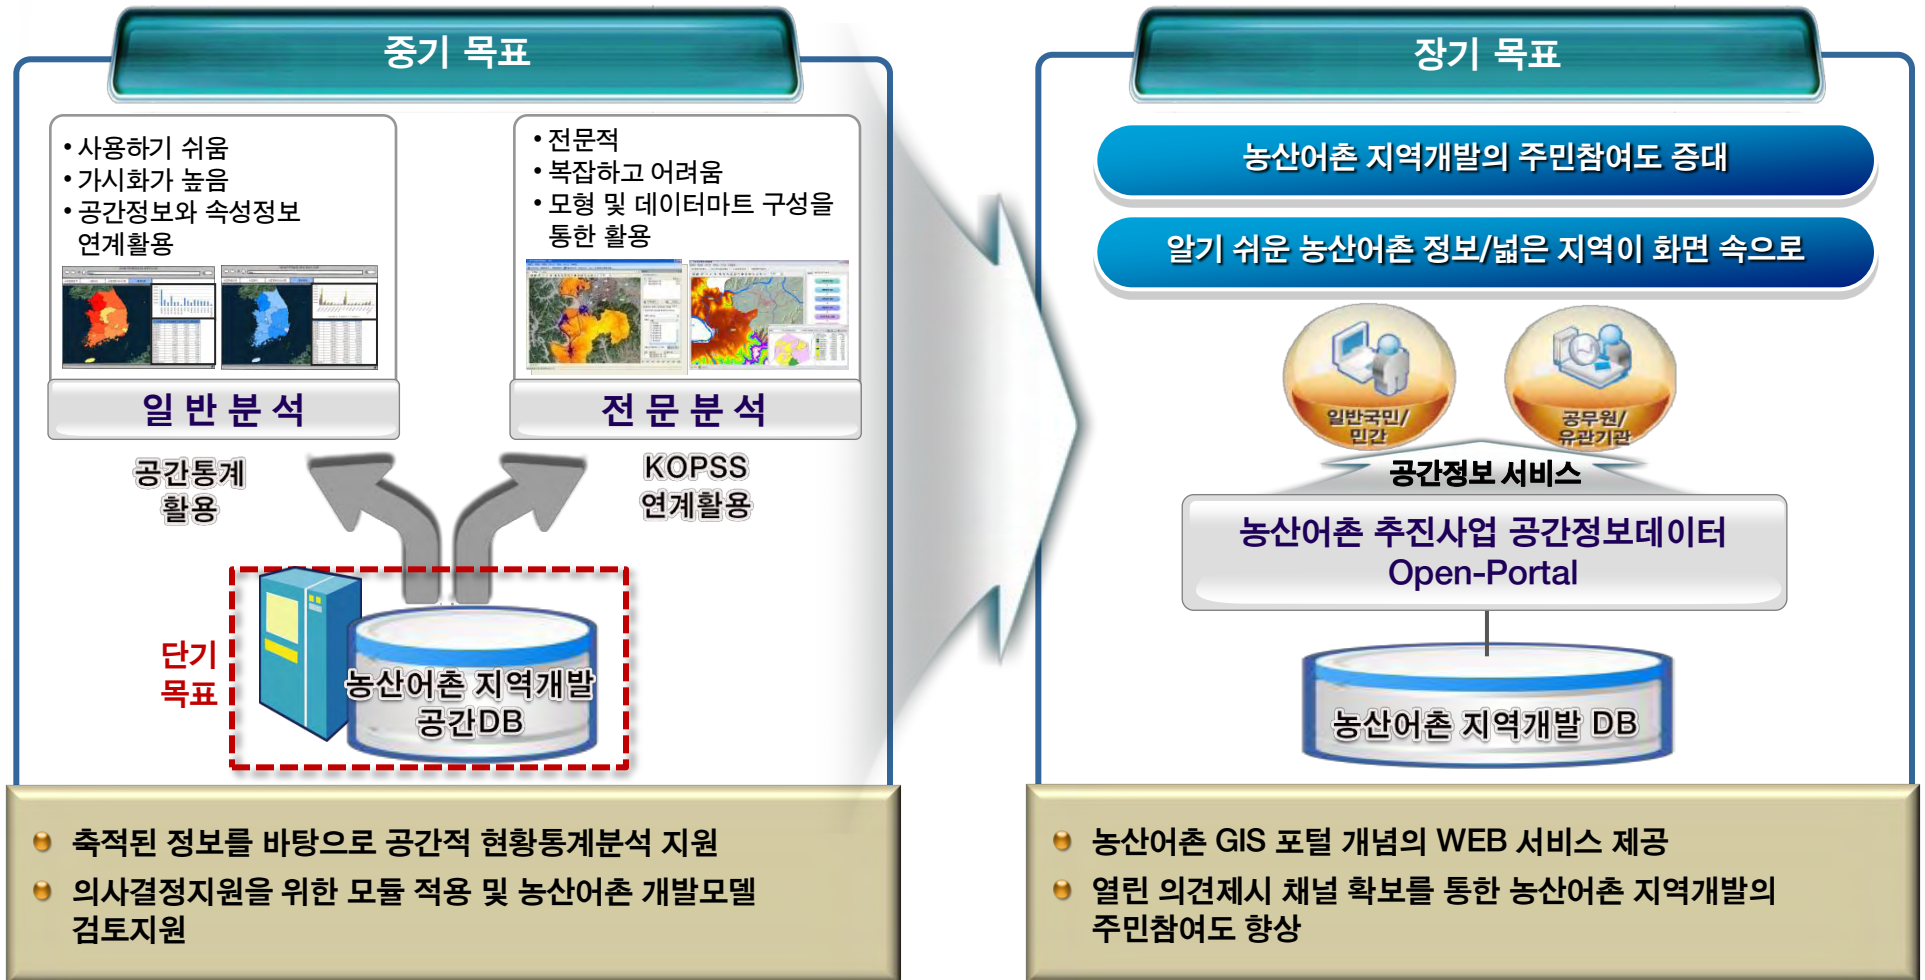 중기 목표
• 사용하기 쉬움
• 가시화가 높음
• 공간정보와 속성정보
연계활용
일 반 분 석
• 전문적
• 복잡하고 어려움
• 모형 및 데이터마트 구성을
통한 활용
전 문 분 석
공간통계
활용
KOPSS
연계활용
단기
목표
농산어촌 지역개발
공간DB
축적된 정보를 바탕으로 공간적 현황통계분석 지원
의사결정지원을 위한 모듈 적용 및 농산어촌 개발모델
검토지원
장기 목표
농산어촌 지역개발의 주민참여도 증대
알기 쉬운 농산어촌 정보/넓은 지역이 화면 속으로
일반국민/
민간
공무원/
유관기관
공간정보 서비스
농산어촌 추진사업 공간정보데이터
Open-Portal
농산어촌 지역개발 DB
농산어촌 GIS 포털 개념의 WEB 서비스 제공
열린 의견제시 채널 확보를 통한 농산어촌 지역개발의
주민참여도 향상